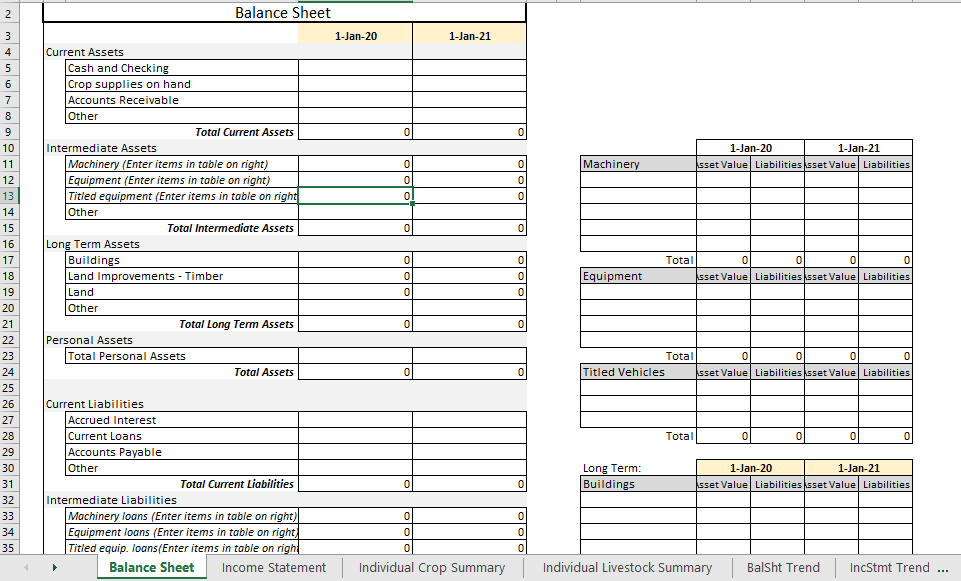 2 Balance Sheet
3 1-Jan-20 1-Jan-21
4 Current Assets
5 Cash and Checking
6 Crop supplies on hand
7 Accounts Receivable
8 Other
9 Total Current Assets 0 0
10 Intermediate Assets 1-Jan-20 1-Jan-21
11 Machinery (Enter items in table on right) 0 0 Machinery Asset Value Liabilities Asset Value Liabilities
12 Equipment (Enter items in table on right) 0 0
13 Titled equipment (Enter items in table on right 0 0
14 Other
15 Total Intermediate Assets 0 0
16 Long Term Assets
17 Buildings 0 0 Total 0 0 0 0
18 Land Improvements - Timber 0 0 Equipment Asset Value Liabilities Asset Value Liabilities
19 Land 0 0
20 Other
21 Total Long Term Assets 0 0
22 Personal Assets
23 Total Personal Assets Total 0 0 0 0
24 Total Assets 0 0 Titled Vehicles Asset Value Liabilities Asset Value Liabilities
25
26 Current Liabilities
27 Accrued Interest
28 Current Loans Total 0 0 0 0
29 Accounts Payable
30 Other Long Term: 1-Jan-20 1-Jan-21
31 Total Current Liabilities 0 0 Buildings Asset Value Liabilities Asset Value Liabilities
32 Intermediate Liabilities
33 Machinery loans (Enter items in table on right) 0 0
34 Equipment loans (Enter items in table on right) 0 0
35 Titled equip. loans(Enter items in table on right 0 0
Balance Sheet Income Statement Individual Crop Summary Individual Livestock Summary BalSht Trend IncStmt Trend ...